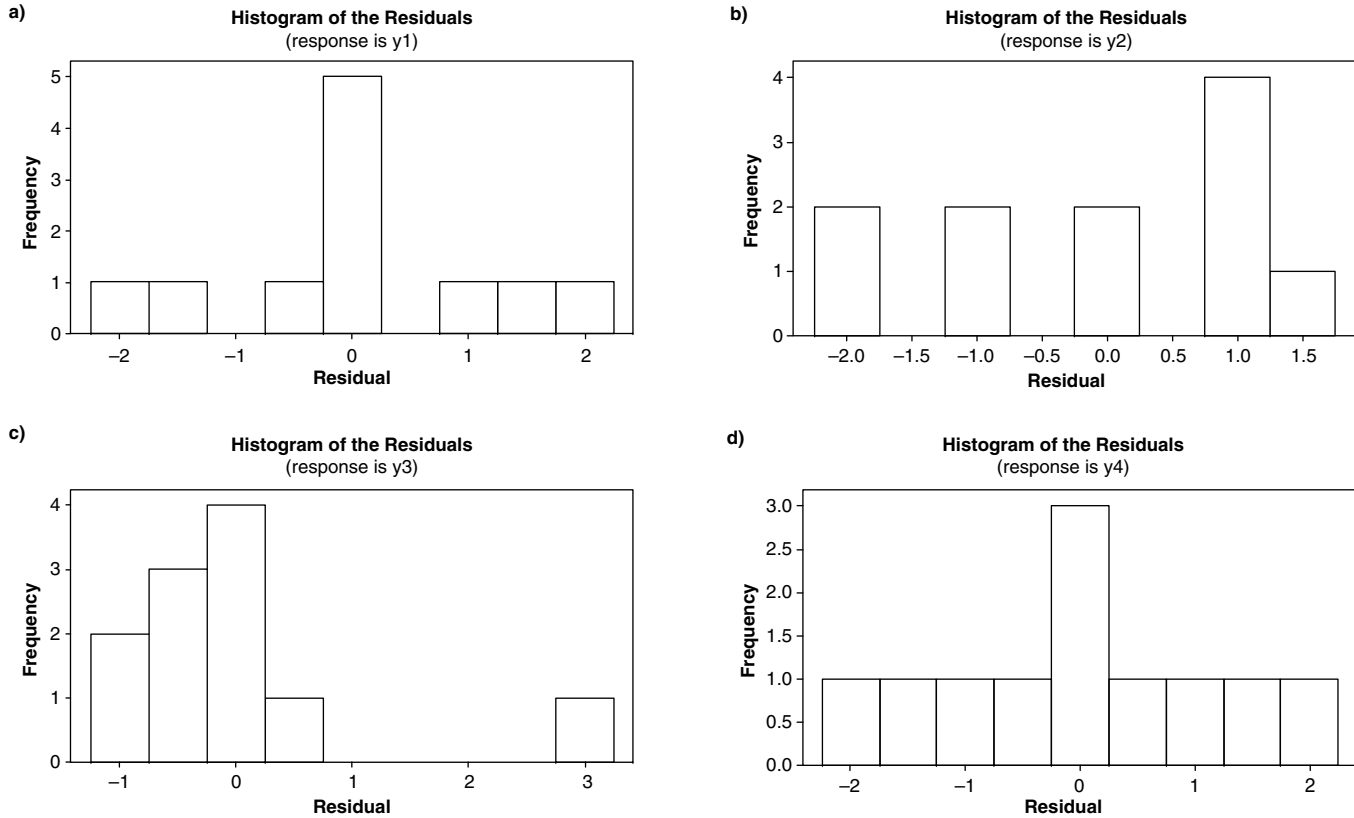 a)
Histogram of the Residuals
(response is y1)
5
4
3
2
1
0
Frequency
–2
–1
0
1
2
Residual
b)
Histogram of the Residuals
(response is y2)
4
3
2
1
0
Frequency
–2.0
–1.5
–1.0
–0.5
0.0
0.5
1.0
1.5
Residual
c)
Histogram of the Residuals
(response is y3)
4
3
2
1
0
Frequency
–1
0
1
2
3
Residual
d)
Histogram of the Residuals
(response is y4)
3.0
2.5
2.0
1.5
1.0
0.5
0.0
Frequency
–2
–1
0
1
2
Residual